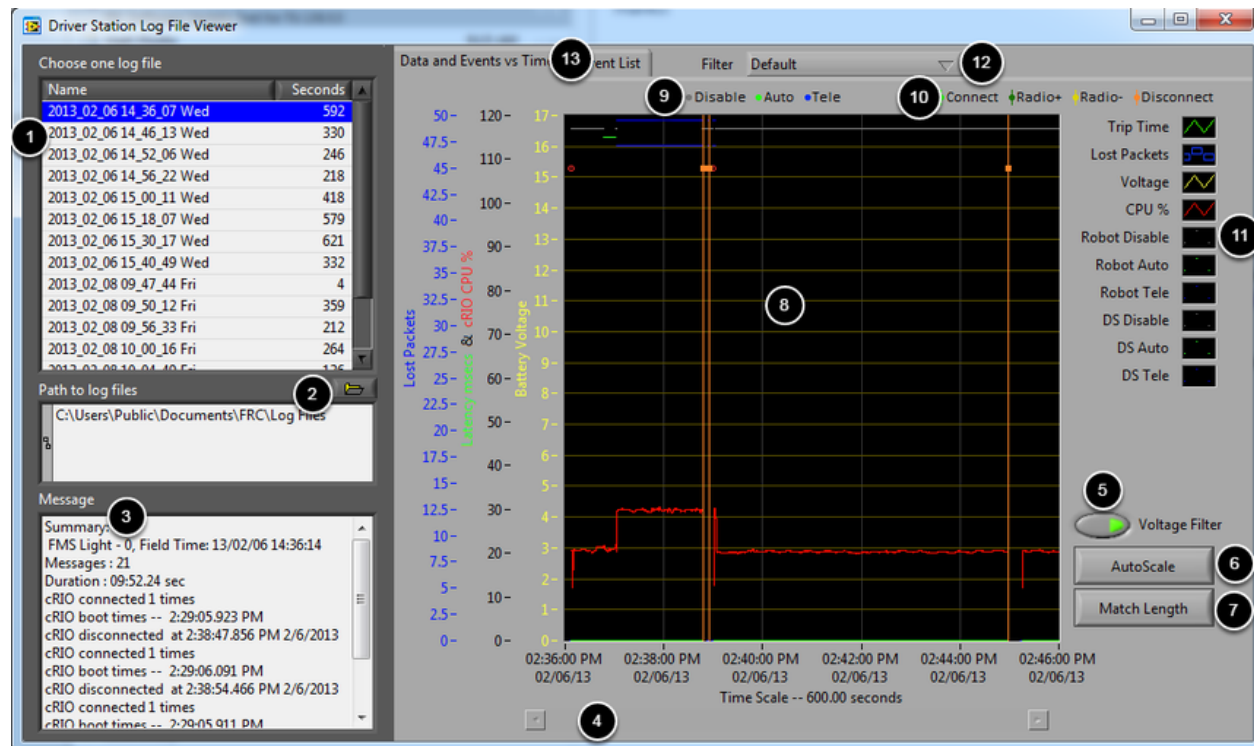 Driver Station Log File Viewer
Choose one log file
Name Seconds
2013_02_06 14_36_07 Wed 592
2013_02_06 14_46_13 Wed 330
2013_02_06 14_52_06 Wed 246
2013_02_06 14_56_22 Wed 218
2013_02_06 15_00_11 Wed 418
2013_02_06 15_18_07 Wed 579
2013_02_06 15_30_17 Wed 621
2013_02_06 15_40_49 Wed 332
2013_02_08 09_47_44 Fri 4
2013_02_08 09_50_12 Fri 359
2013_02_08 09_56_33 Fri 212
2013_02_08 10_00_16 Fri 264
2013_02_08 10_04_40 Fri 126
1
Path to log files
2
C:\Users\Public\Documents\FRC\Log Files
Message
3
Summary:
FMS Light - 0, Field Time: 13/02/06 14:36:14
Messages : 21
Duration : 09:52.24 sec
cRIO connected 1 times
cRIO boot times -- 2:29:05.923 PM
cRIO disconnected at 2:38:47.856 PM 2/6/2013
cRIO connected 1 times
cRIO boot times -- 2:29:06.091 PM
cRIO disconnected at 2:38:54.466 PM 2/6/2013
cRIO connected 1 times
cRIO boot times -- 2:29:05.911 PM
Data and Events vs Time 13 Event List
Filter Default 12
9 Disable Auto Tele
10 Connect Radio+ Radio- Disconnect
50 47.5 45 42.5 40 37.5 35 32.5 30 27.5 25 22.5 20 17.5 15 12.5 10 7.5 5 2.5 0
Lost Packets
120 110 100 90 80 70 60 50 40 30 20 10 0
& cRIO CPU %
17 16 15 14 13 12 11 10 9 8 7 6 5 4 3 2 1 0
Battery Voltage
8
02:36:00 PM 02:38:00 PM 02:40:00 PM 02:42:00 PM 02:44:00 PM 02:46:00 PM
02/06/13 02/06/13 02/06/13 02/06/13 02/06/13 02/06/13
Time Scale -- 600.00 seconds
4
Trip Time
Lost Packets
Voltage
CPU %
Robot Disable
11
Robot Auto
Robot Tele
DS Disable
DS Auto
DS Tele
5
Voltage Filter
AutoScale
6
Match Length
7